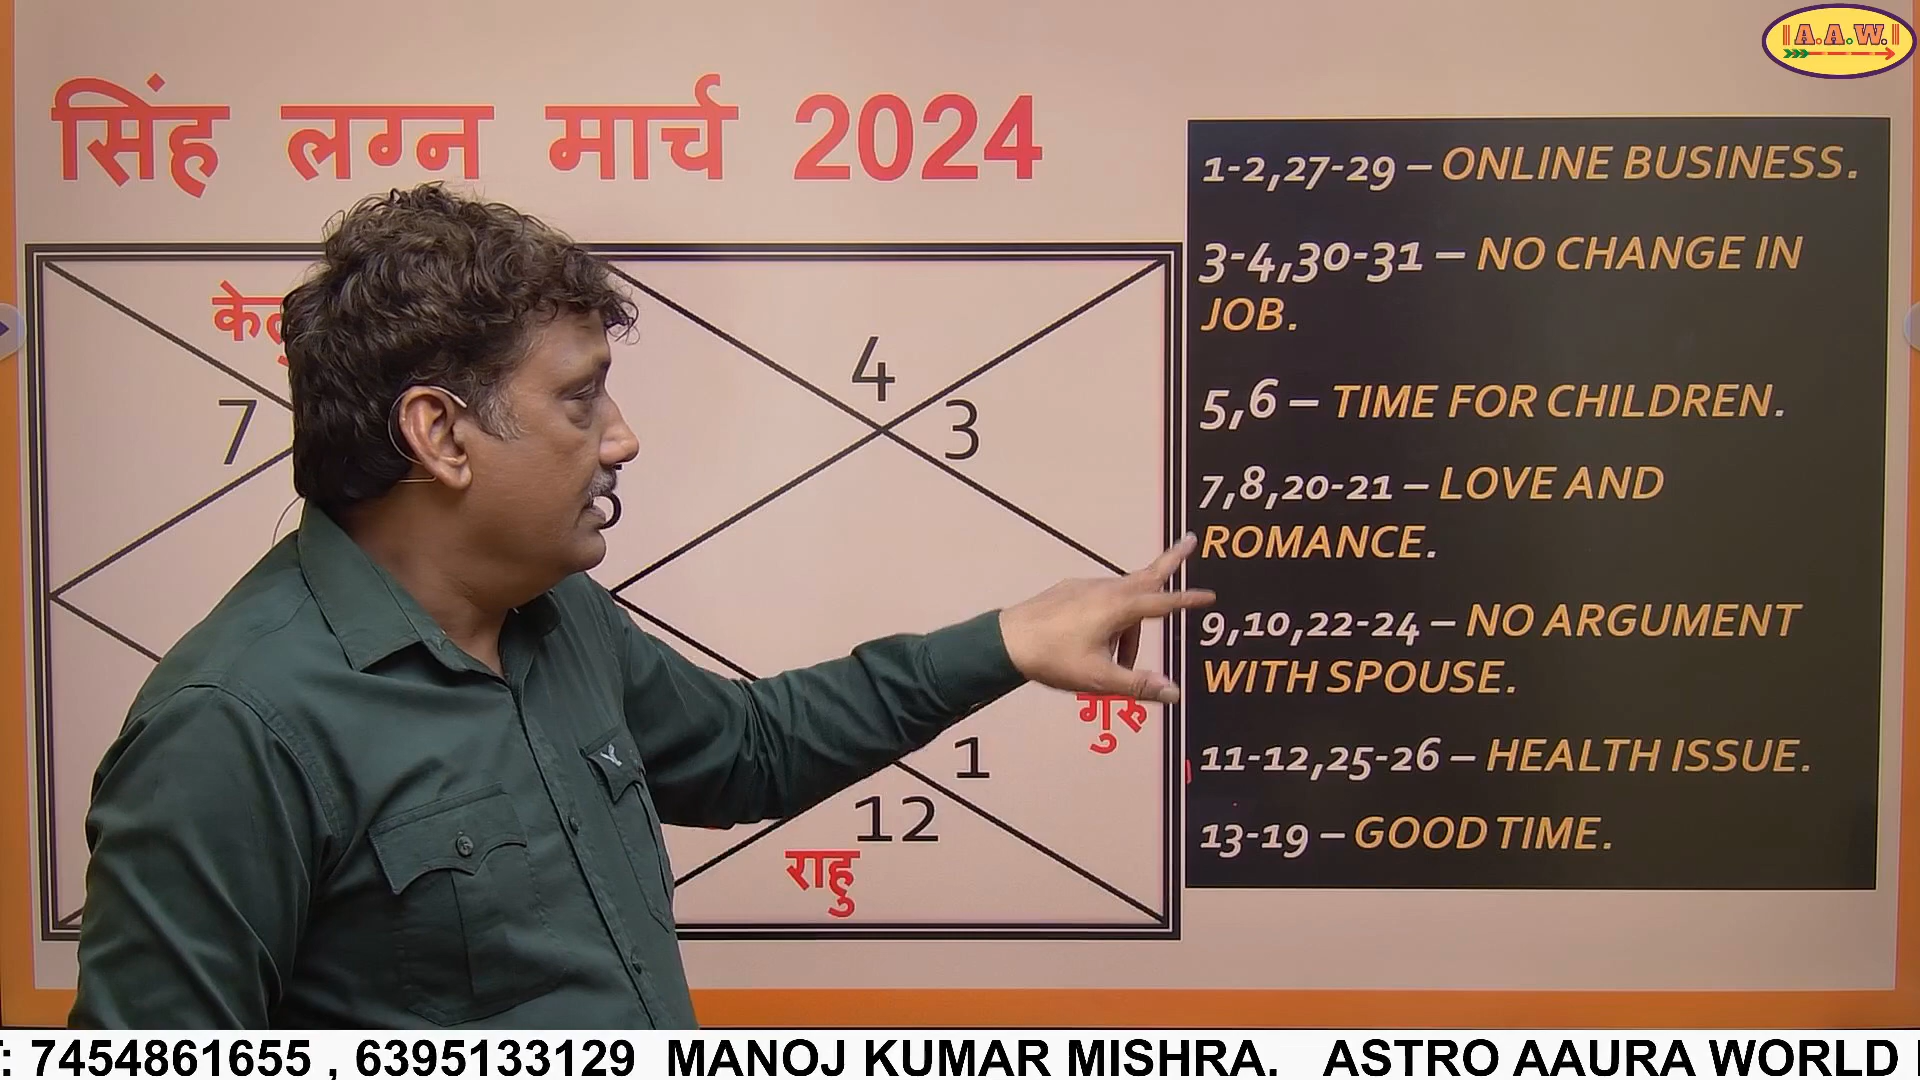 A.A.W.
सिंह लग्न मार्च 2024
1-2,27-29 – ONLINE BUSINESS.
3-4,30-31 – NO CHANGE IN
JOB.
5,6 – TIME FOR CHILDREN.
7,8,20-21 – LOVE AND
ROMANCE.
9,10,22-24 – NO ARGUMENT
WITH SPOUSE.
11-12,25-26 – HEALTH ISSUE.
13-19 – GOOD TIME.
7
4
3
गुरु
1
12
राहु
: 7454861655 , 6395133129 MANOJ KUMAR MISHRA. ASTRO AAURA WORLD